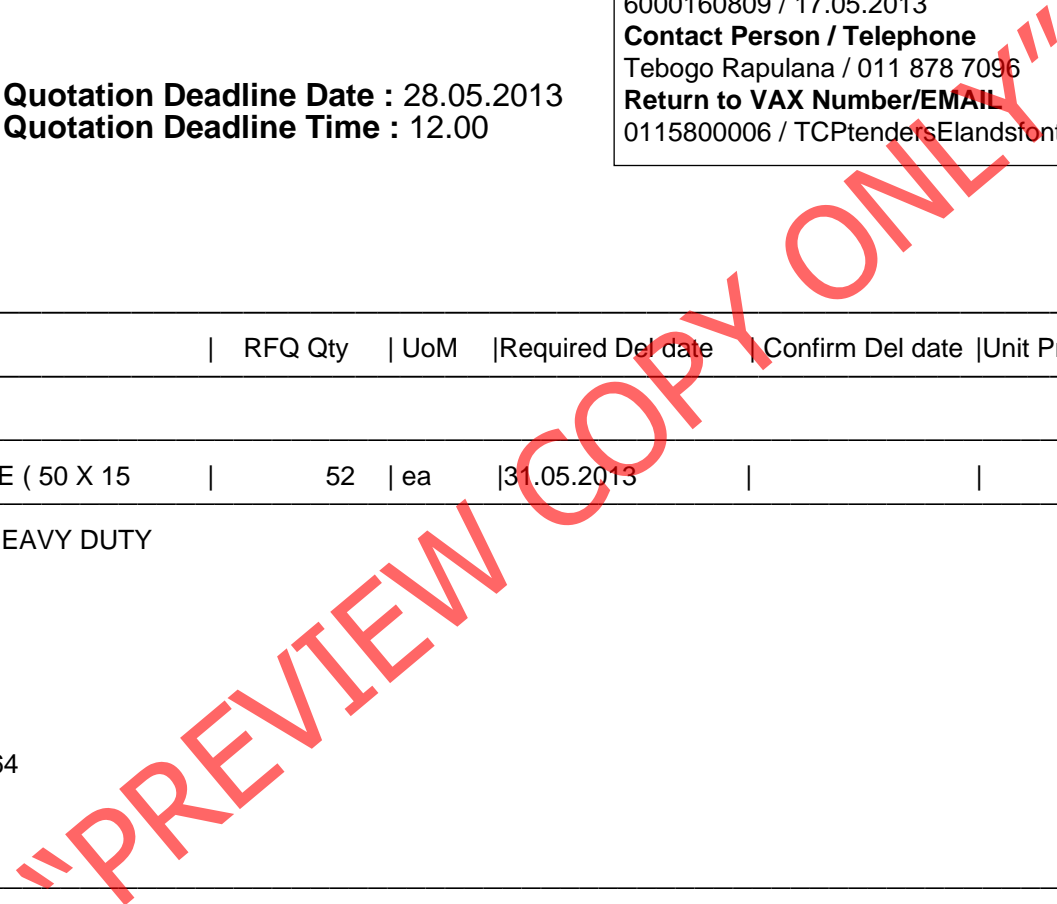 6000160809 / 17.05.2013
Contact Person / Telephone
Tebogo Rapulana / 011 878 7096
Return to VAX Number/EMAIL
0115800006 / TCPtendersElandsfont
Quotation Deadline Date : 28.05.2013
Quotation Deadline Time : 12.00
| RFQ Qty | UoM |Required Del date | Confirm Del date |Unit Pr
E ( 50 X 15 | 52 | ea |31.05.2013 | |
EAVY DUTY
64
"PREVIEW COPY ONLY"